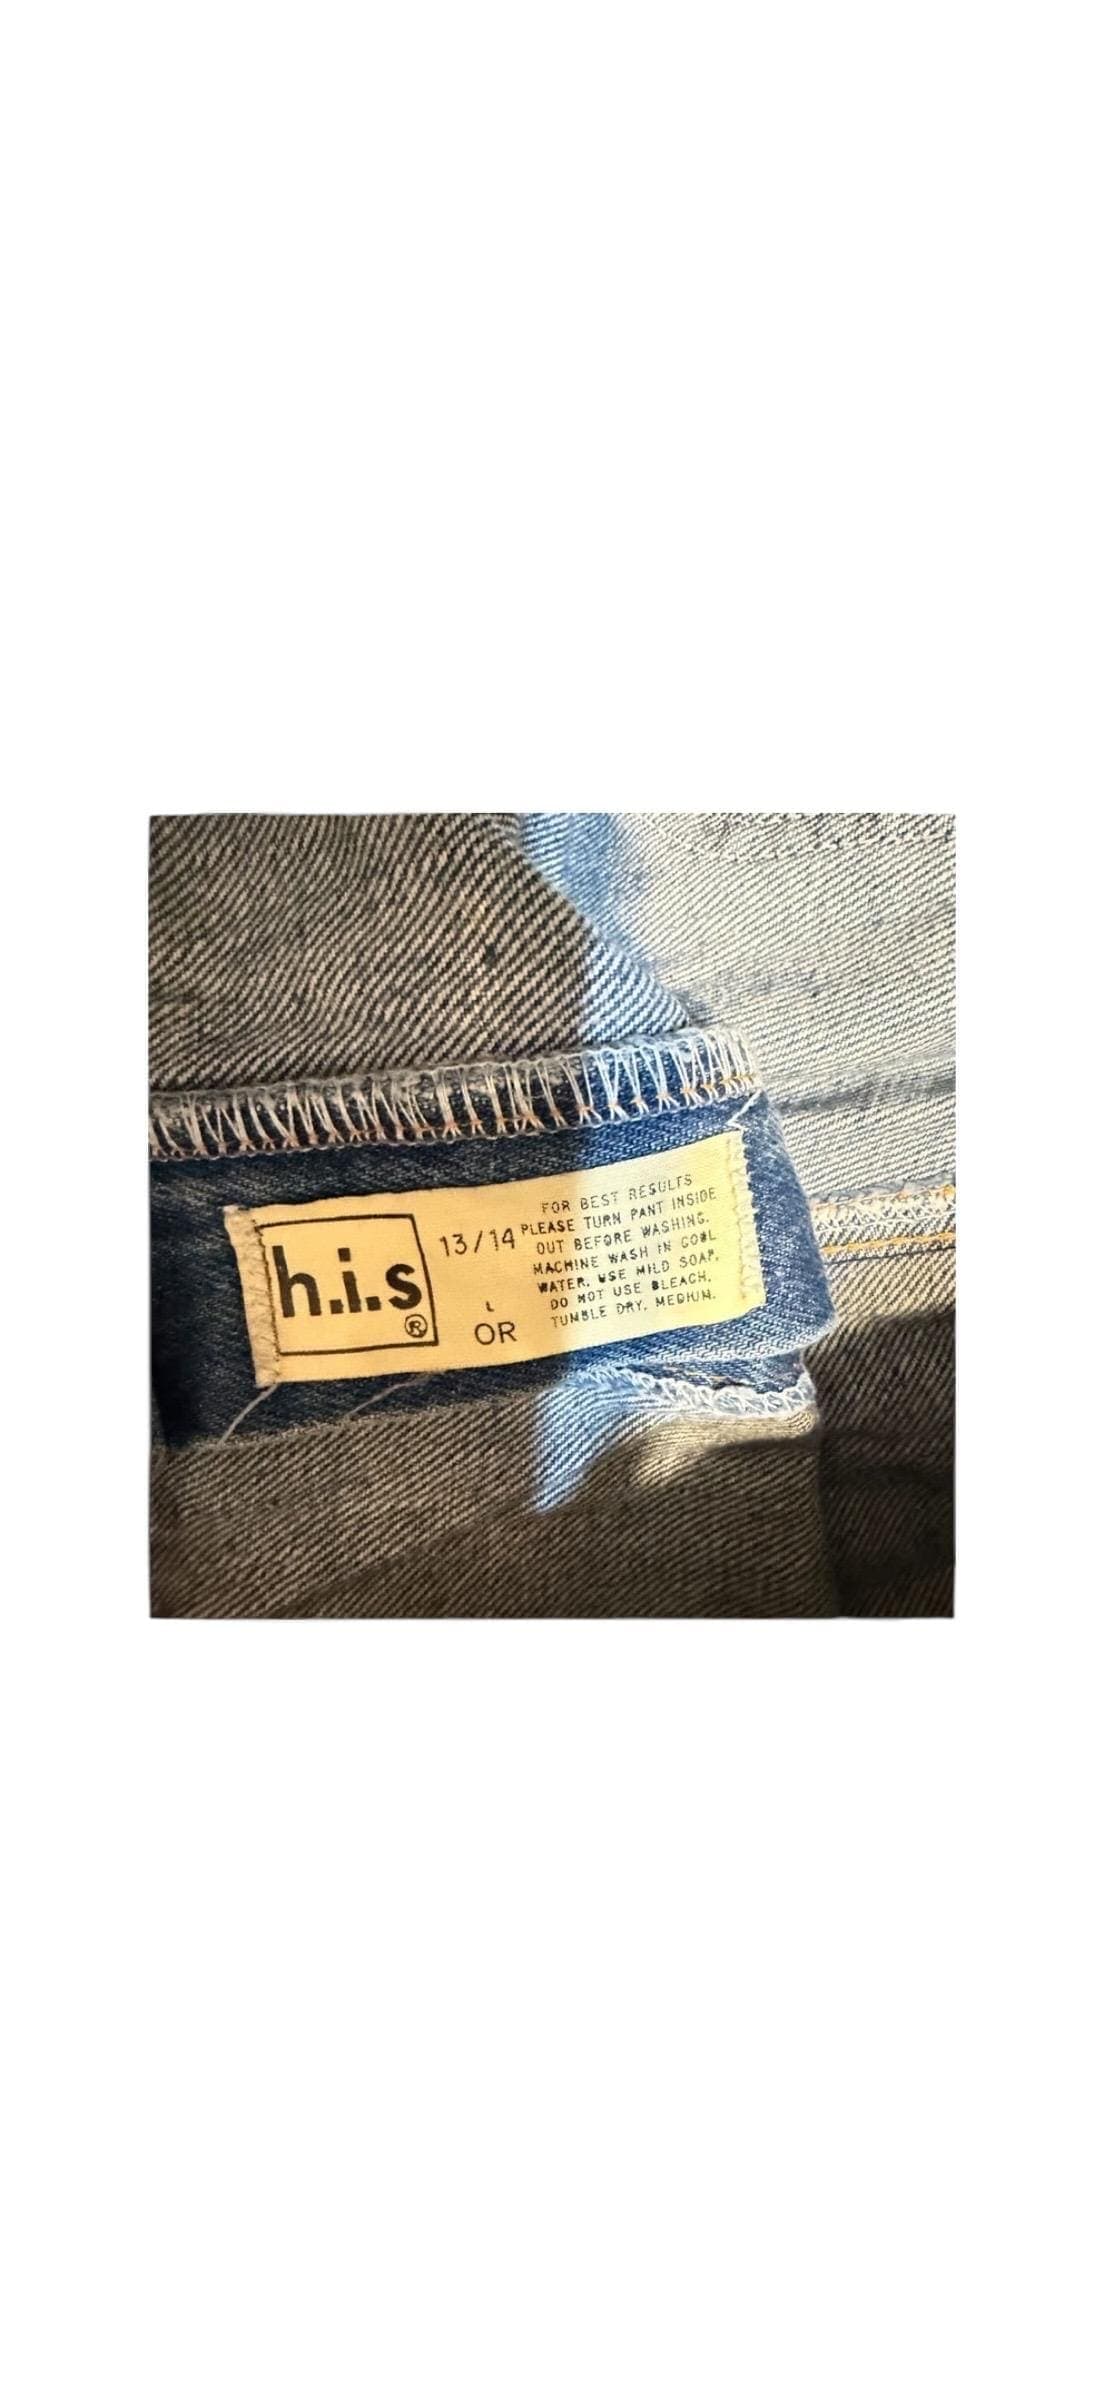 h.i.s
®
13/14
L
OR
FOR BEST RESULTS
PLEASE TURN PANT INSIDE
OUT BEFORE WASHING.
MACHINE WASH IN COOL
WATER. USE MILD SOAP.
DO NOT USE BLEACH.
TUMBLE DRY, MEDIUM.